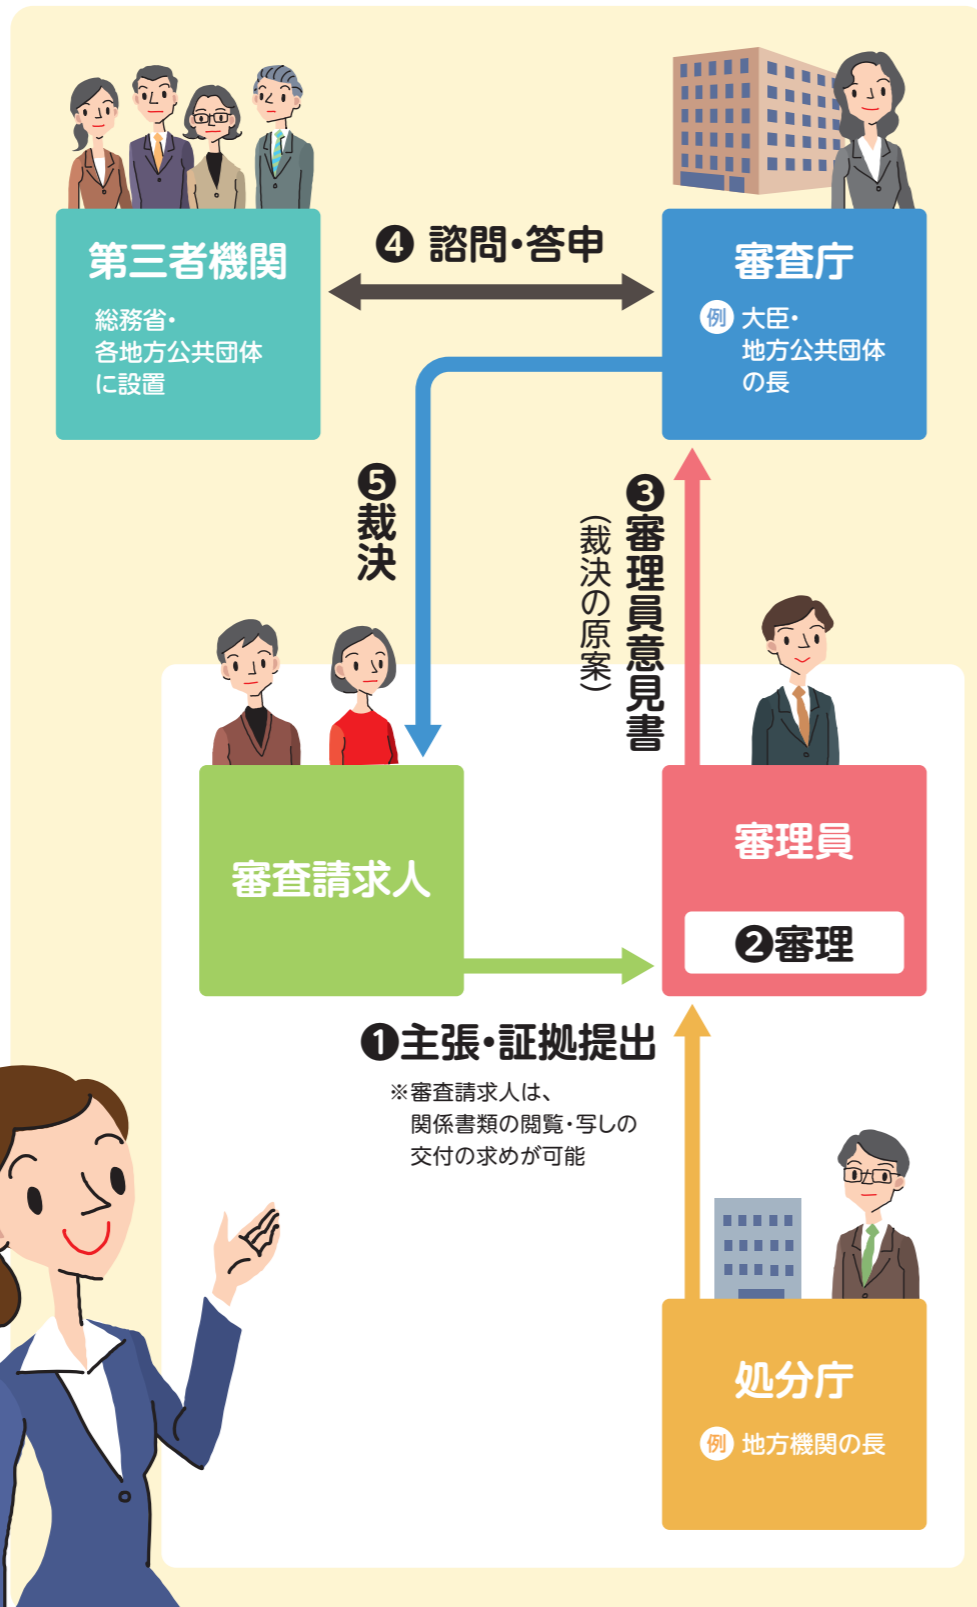 第三者機関
総務省・
各地方公共団体
に設置
❹ 諮問・答申
審査庁
例 大臣・
地方公共団体
の長
❺裁決
❸審理員意見書
(裁決の原案)
審査請求人
審理員
❷審理
❶主張・証拠提出
※審査請求人は、
関係書類の閲覧・写しの
交付の求めが可能
処分庁
例 地方機関の長